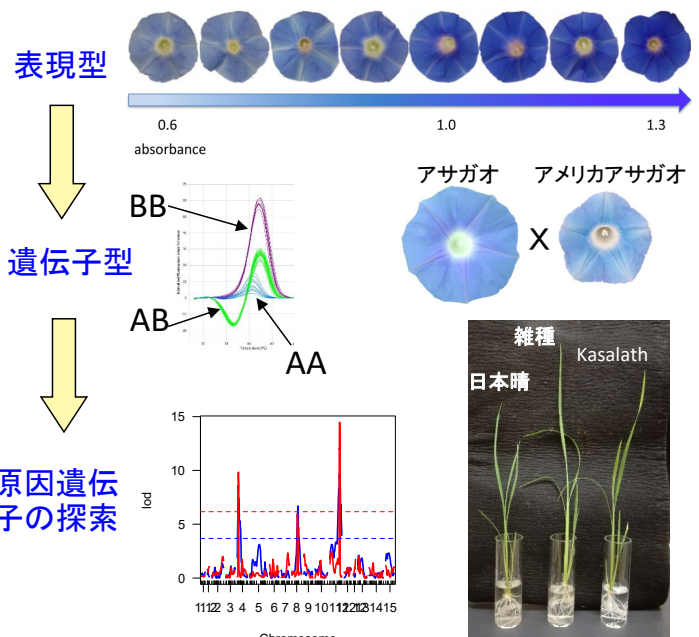 表現型
0.6 1.0 1.3
absorbance
アサガオ アメリカアサガオ
X
BB
遺伝子型
AB
AA
雑種
Kasalath
日本晴
原因遺伝
子の探索
lod
15
10
5
0